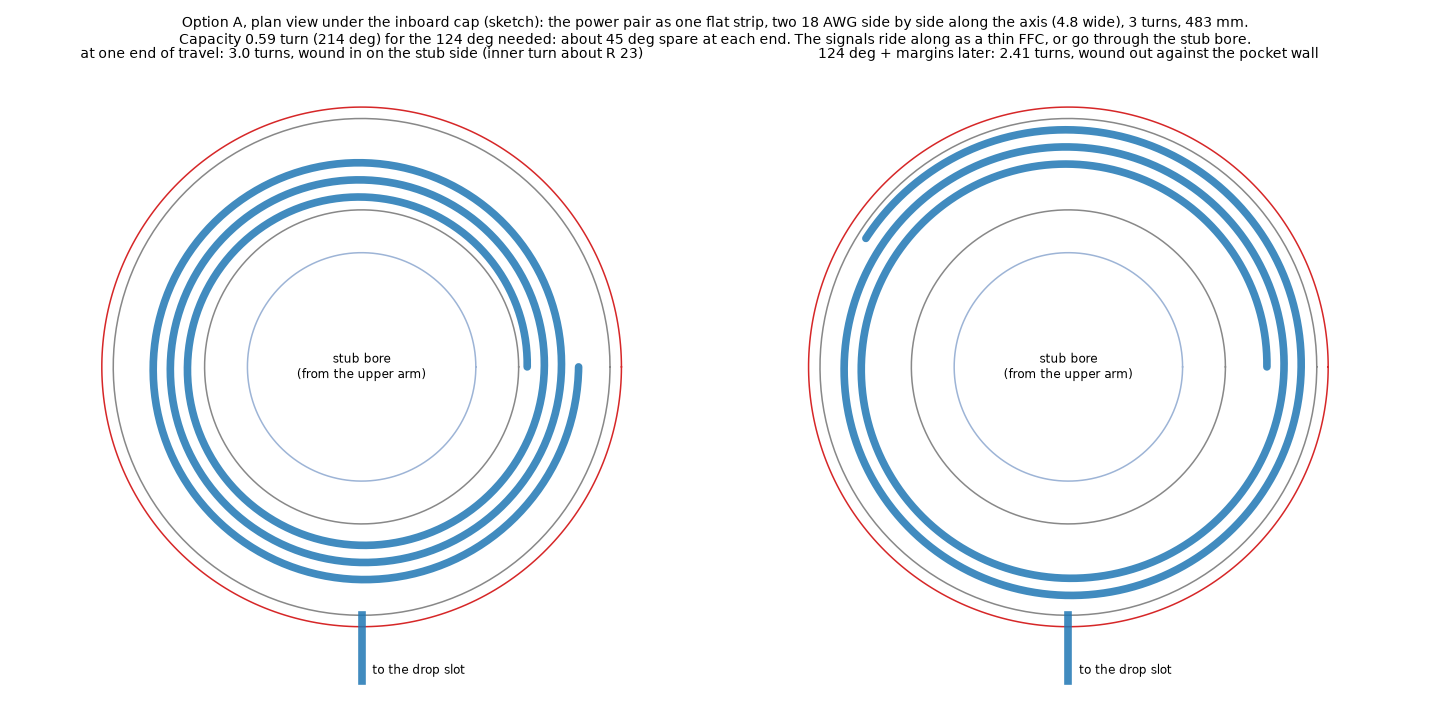 Option A, plan view under the inboard cap (sketch): the power pair as one flat strip, two 18 AWG side by side along the axis (4.8 wide), 3 turns, 483 mm.
Capacity 0.59 turn (214 deg) for the 124 deg needed: about 45 deg spare at each end. The signals ride along as a thin FFC, or go through the stub bore.
at one end of travel: 3.0 turns, wound in on the stub side (inner turn about R 23)
124 deg + margins later: 2.41 turns, wound out against the pocket wall
stub bore
(from the upper arm)
stub bore
(from the upper arm)
to the drop slot
to the drop slot